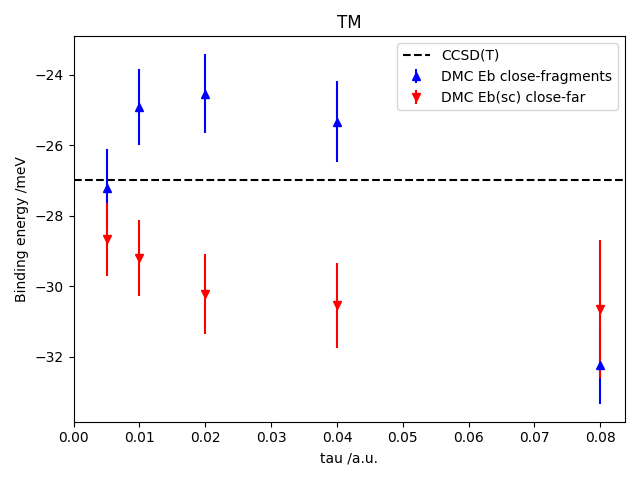 TM
CCSD(T)
DMC Eb close-fragments
DMC Eb(sc) close-far
Binding energy /meV
−24
−26
−28
−30
−32
0.00 0.01 0.02 0.03 0.04 0.05 0.06 0.07 0.08
tau /a.u.